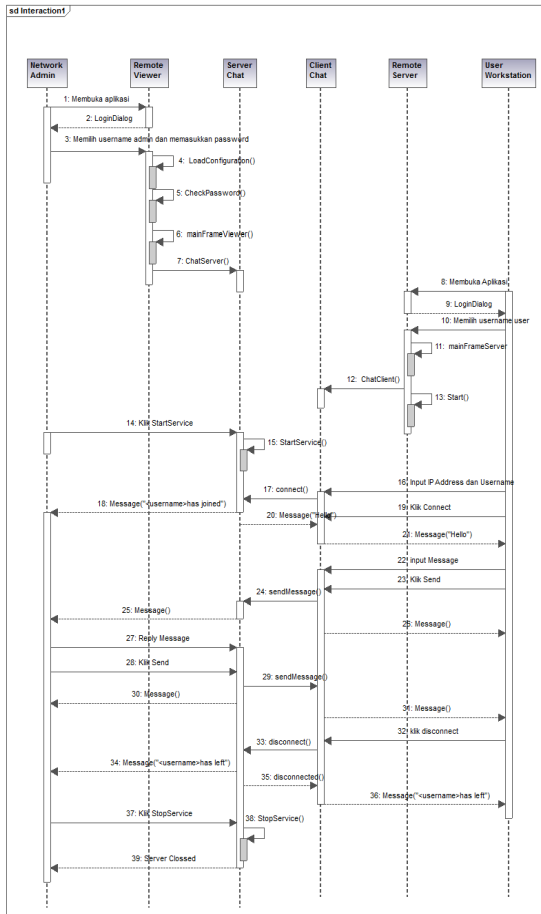 sd Interaction1
Network
Admin
Remote
Viewer
Server
Chat
Client
Chat
Remote
Server
User
Workstation
1: Membuka aplikasi
2: LoginDialog
3: Memilih username admin dan memasukkan password
4: LoadConfiguration()
5: CheckPassword()
6: mainFrameViewer()
7: ChatServer()
8: Membuka Aplikasi
9: LoginDialog
10: Memilih username user
11: mainFrameServer
12: ChatClient()
13: Start()
14: Klik StartService
15: StartService()
16: Input IP Address dan Username
17: connect()
18: Message("<username>has joined")
19: Klik Connect
20: Message("Hello")
21: Message("Hello")
22: input Message
23: Klik Send
24: sendMessage()
25: Message()
26: Message()
27: Reply Message
28: Klik Send
29: sendMessage()
30: Message()
31: Message()
32: klik disconnect
33: disconnect()
34: Message("<username>has left")
35: disconnected()
36: Message("<username>has left")
37: Klik StopService
38: StopService()
39: Server Clossed